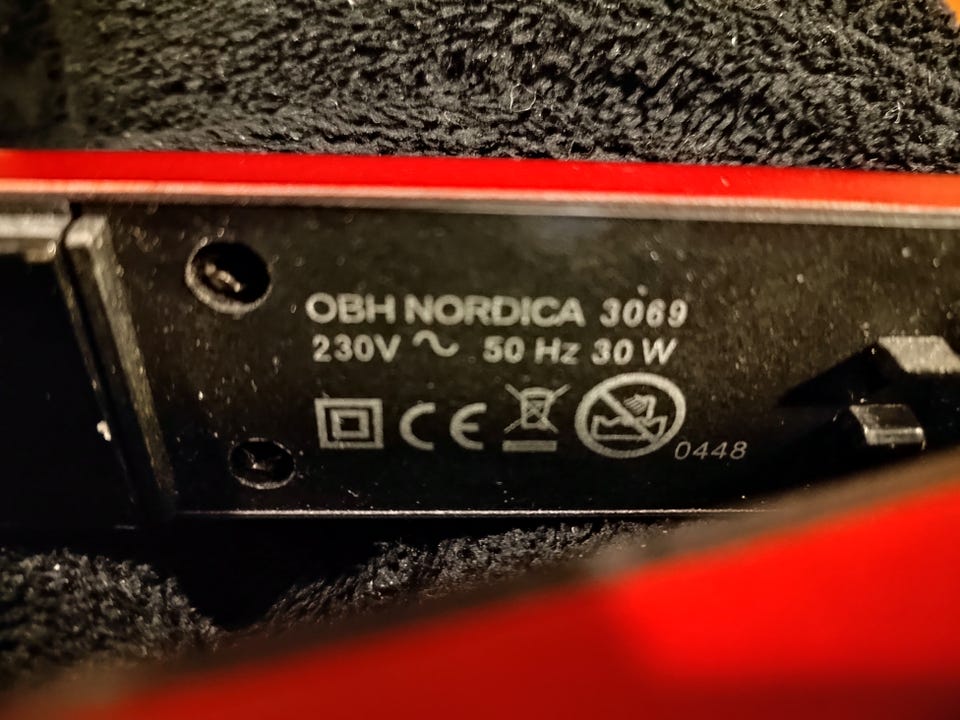 OBH NORDICA 3069
230V ~ 50 Hz 30 W
CE
0448